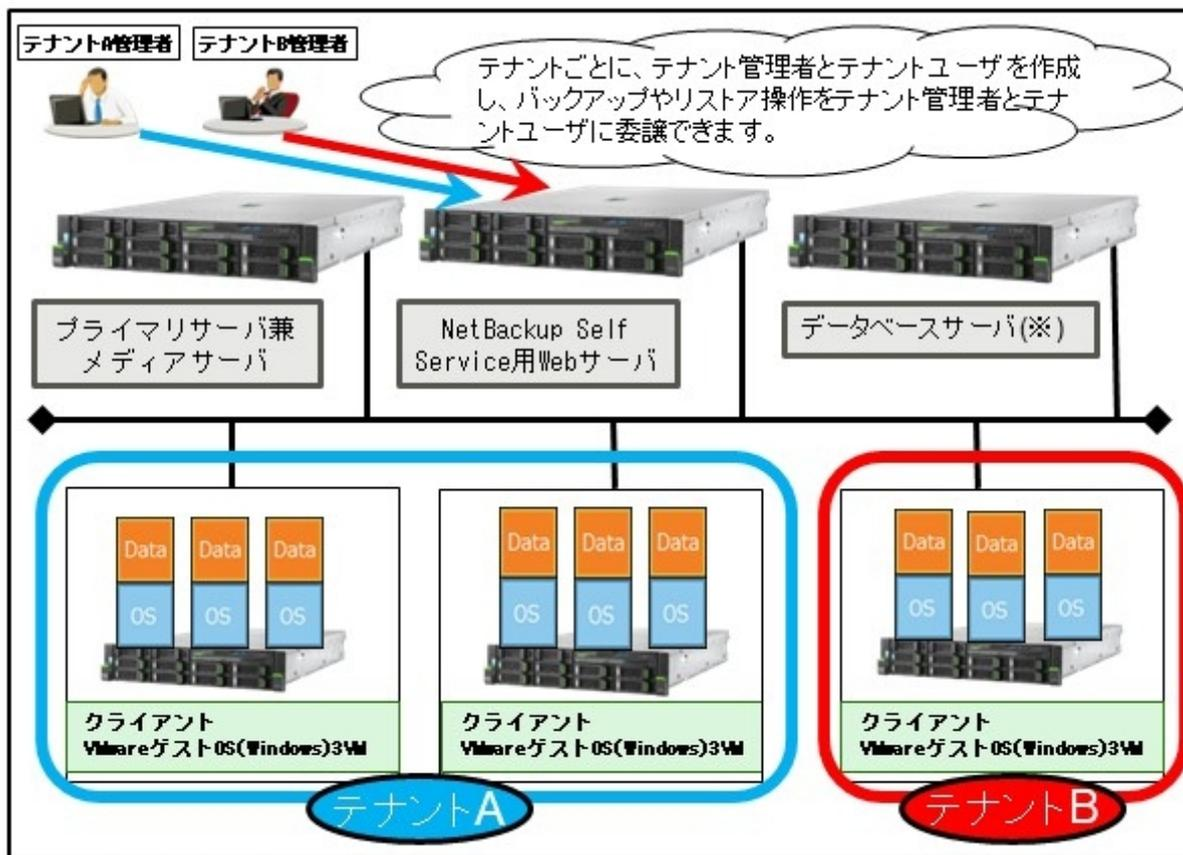 テナントA管理者
テナントB管理者
テナントごとに、テナント管理者とテナントユーザを作成
し、バックアップやリストア操作をテナント管理者とテナ
ントユーザに委譲できます。
プライマリサーバ兼
メディアサーバ
NetBackup Self
Service用Webサーバ
データベースサーバ(※)
Data
Data
Data
OS
OS
OS
クライアント
VMwareゲストOS(Windows)3VM
Data
Data
Data
OS
OS
OS
クライアント
VMwareゲストOS(Windows)3VM
テナントA
Data
Data
Data
OS
OS
OS
クライアント
VMwareゲストOS(Windows)3VM
テナントB